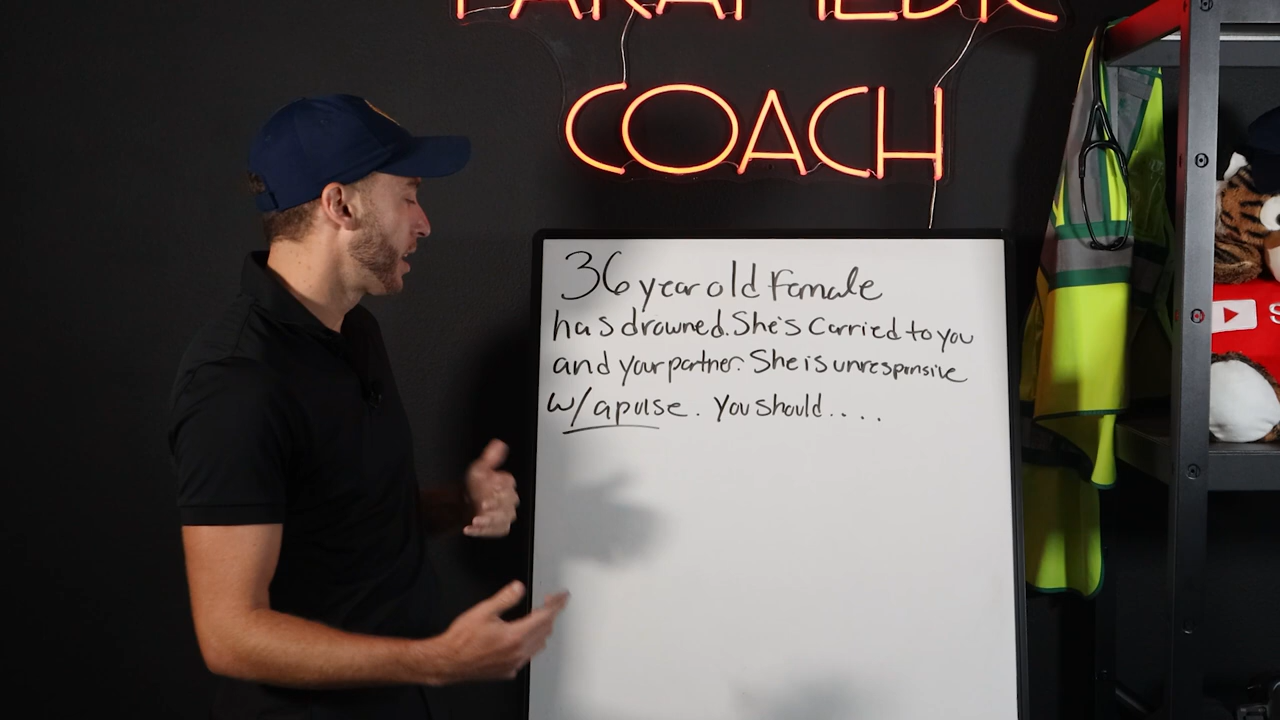 PARAMEDIC
COACH
36 year old Female
has drowned. She's carried to you
and your partner. She is unresponsive
w/ a pulse. You should....
S